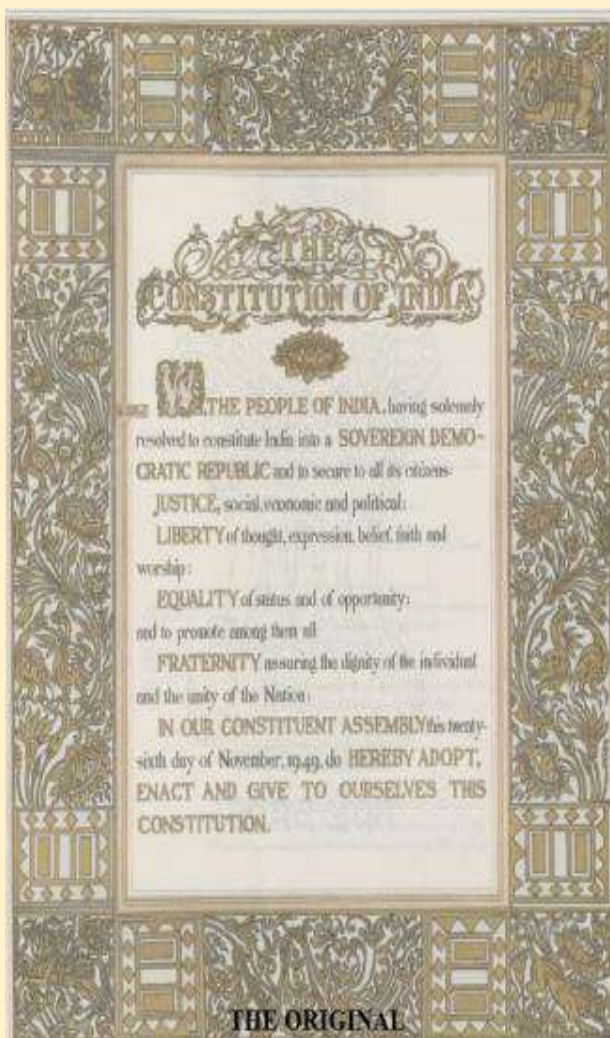 THE
CONSTITUTION OF INDIA
WE, THE PEOPLE OF INDIA, having solemnly
resolved to constitute India into a SOVEREIGN DEMO-
CRATIC REPUBLIC and to secure to all its citizens:
JUSTICE, social, economic and political;
LIBERTY of thought, expression, belief, faith and
worship;
EQUALITY of status and of opportunity;
and to promote among them all
FRATERNITY assuring the dignity of the individual
and the unity of the Nation;
IN OUR CONSTITUENT ASSEMBLY this twenty-
sixth day of November, 1949, do HEREBY ADOPT,
ENACT AND GIVE TO OURSELVES THIS
CONSTITUTION.
THE ORIGINAL